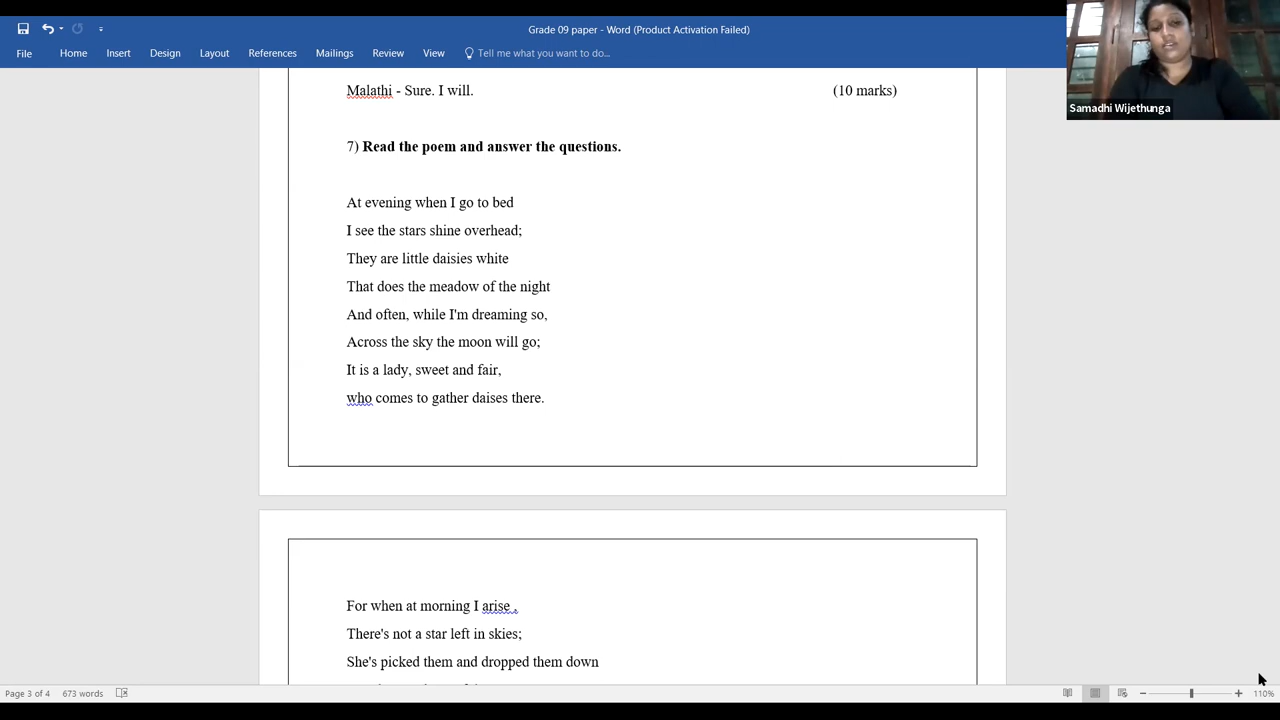 Grade 09 paper - Word (Product Activation Failed)
File Home Insert Design Layout References Mailings Review View Tell me what you want to do...
Samadhi Wijethunga
Malathi - Sure. I will. (10 marks)
7) Read the poem and answer the questions.
At evening when I go to bed
I see the stars shine overhead;
They are little daisies white
That does the meadow of the night
And often, while I'm dreaming so,
Across the sky the moon will go;
It is a lady, sweet and fair,
who comes to gather daises there.
For when at morning I arise ,
There's not a star left in skies;
She's picked them and dropped them down
Page 3 of 4 673 words 110%